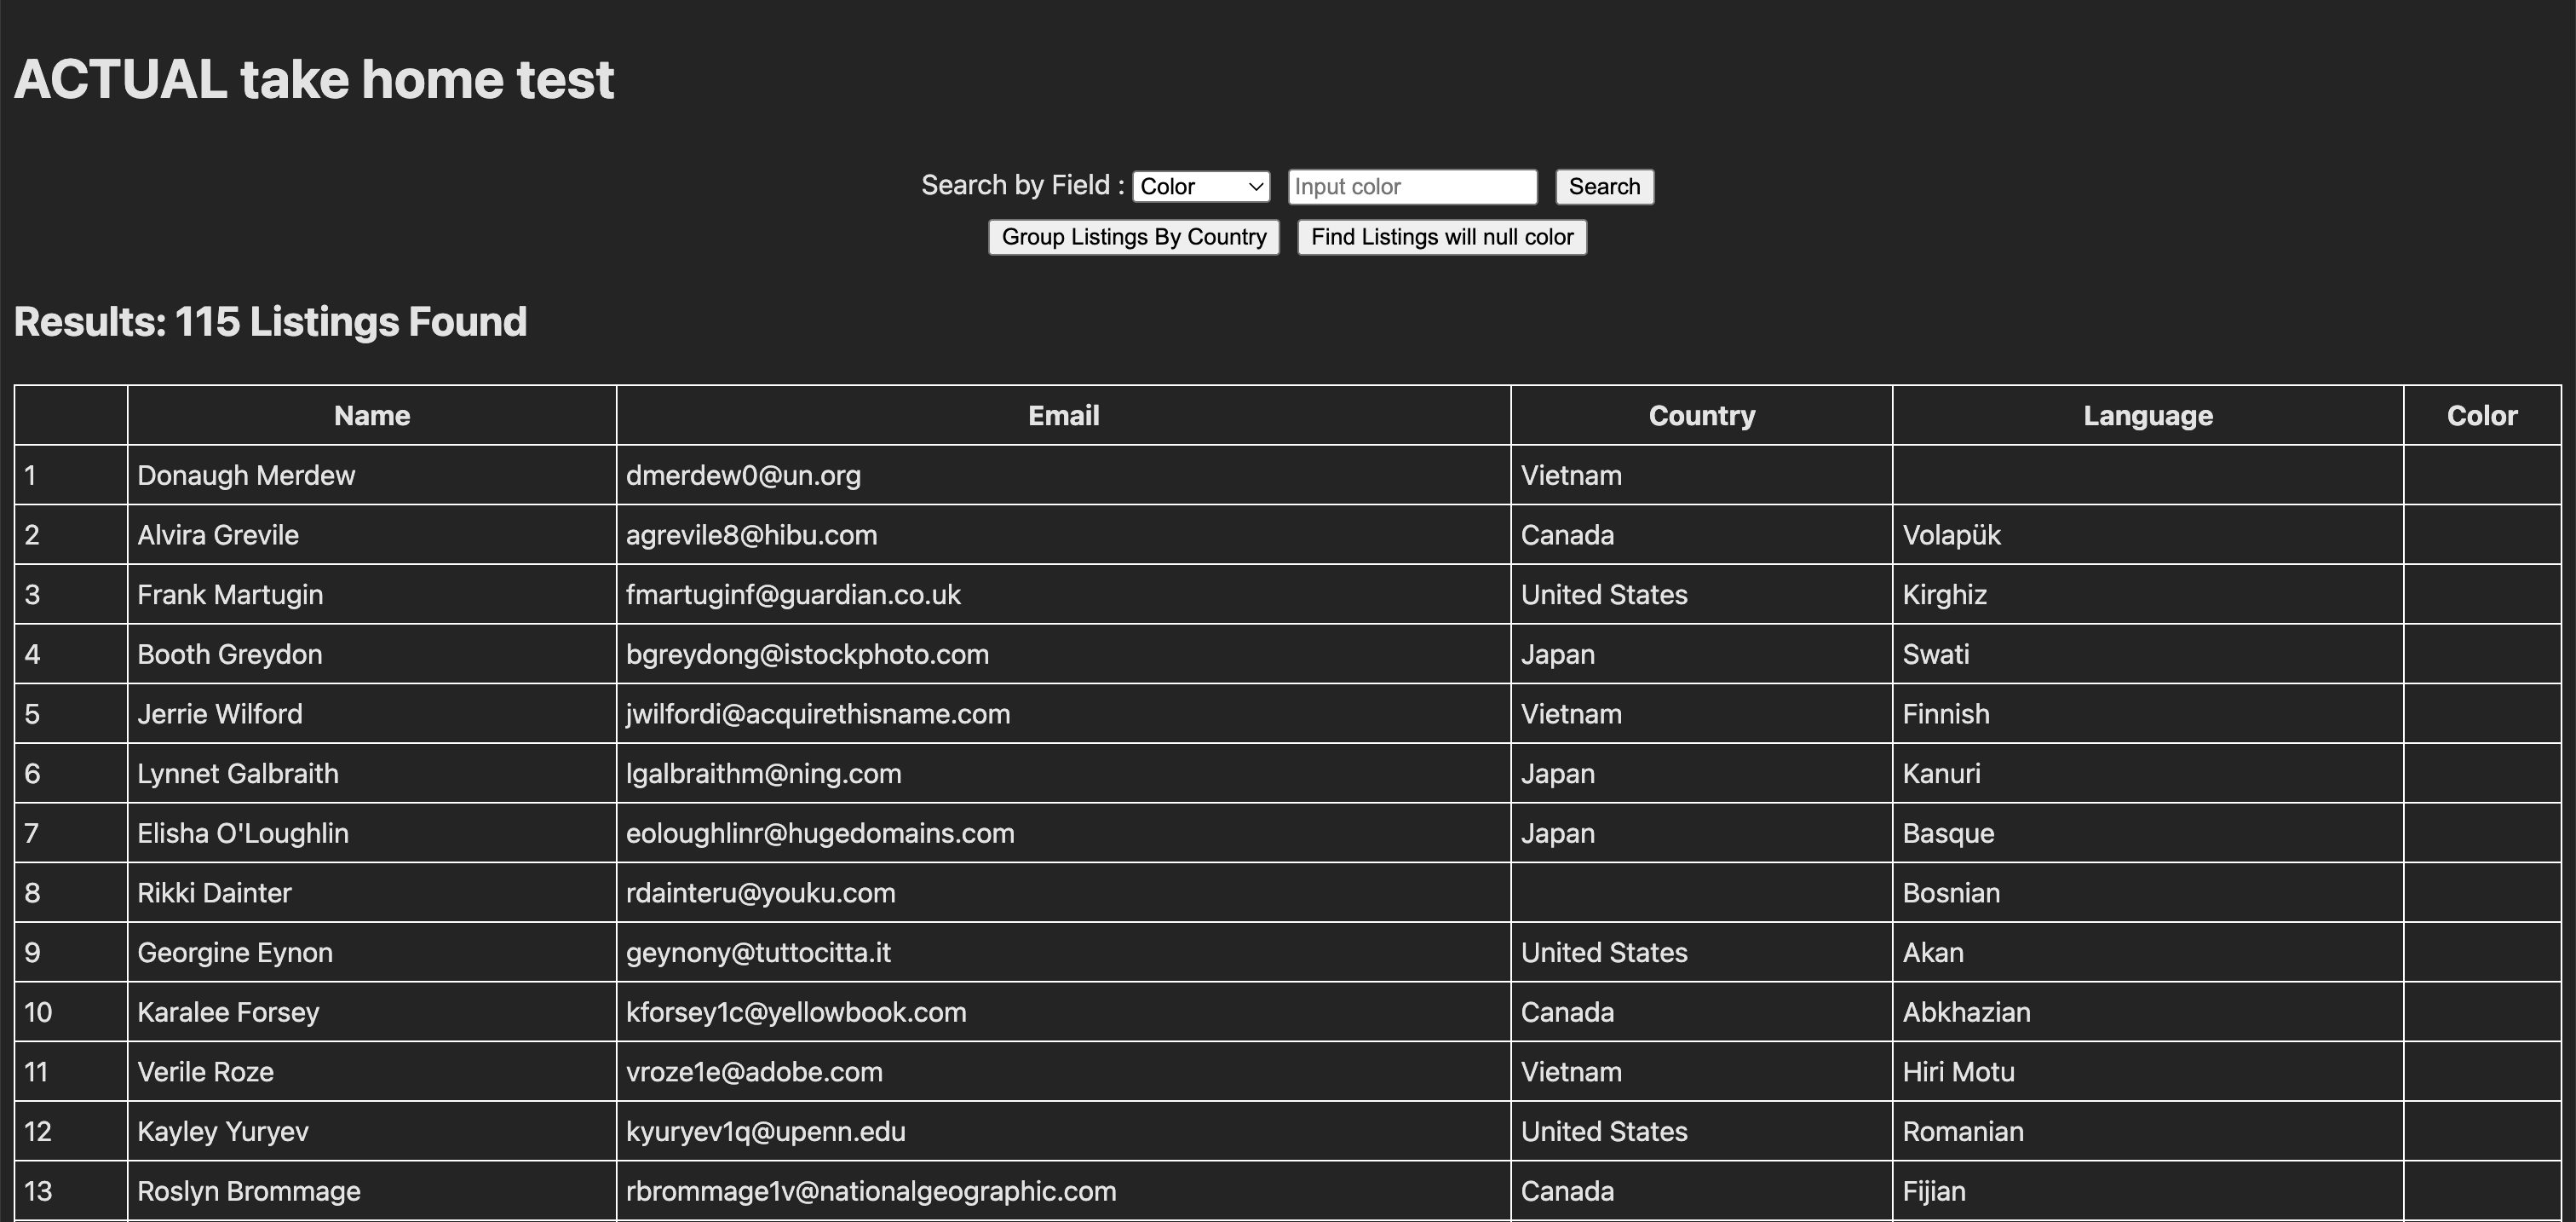 ACTUAL take home test
Search by Field : Color Input color Search
Group Listings By Country Find Listings will null color
Results: 115 Listings Found
Name Email Country Language Color
1 Donaugh Merdew dmerdew0@un.org Vietnam
2 Alvira Grevile agrevile8@hibu.com Canada Volapük
3 Frank Martugin fmartuginf@guardian.co.uk United States Kirghiz
4 Booth Greydon bgreydong@istockphoto.com Japan Swati
5 Jerrie Wilford jwilfordi@acquirethisname.com Vietnam Finnish
6 Lynnet Galbraith lgalbraithm@ning.com Japan Kanuri
7 Elisha O'Loughlin eoloughlinr@hugedomains.com Japan Basque
8 Rikki Dainter rdainteru@youku.com Bosnian
9 Georgine Eynon geynony@tuttocitta.it United States Akan
10 Karalee Forsey kforsey1c@yellowbook.com Canada Abkhazian
11 Verile Roze vroze1e@adobe.com Vietnam Hiri Motu
12 Kayley Yuryev kyuryev1q@upenn.edu United States Romanian
13 Roslyn Brommage rbrommage1v@nationalgeographic.com Canada Fijian